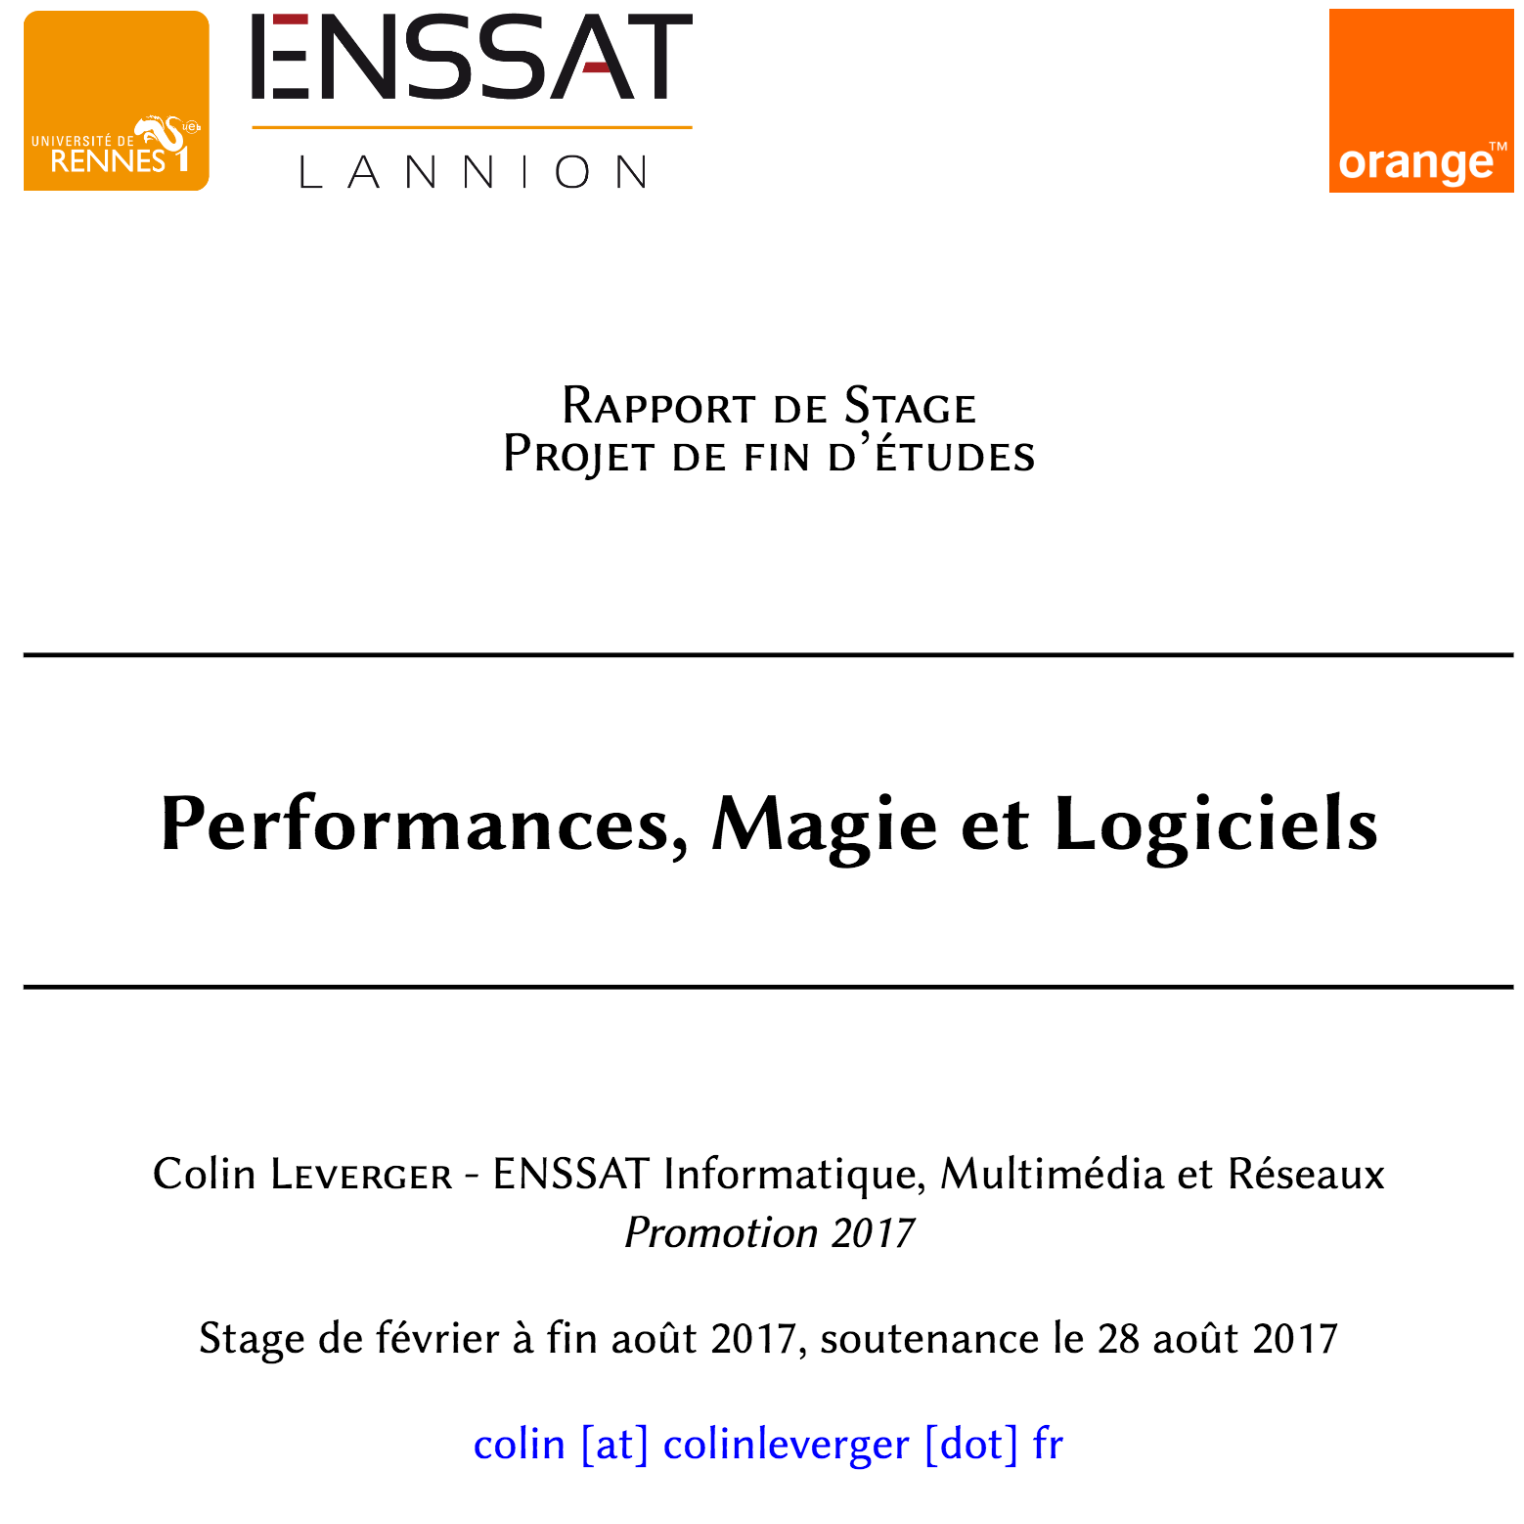 UNIVERSITÉ DE
RENNES 1
ueb
ENSSAT
LANNION
orange™
Rapport de Stage
Projet de fin d'études
Performances, Magie et Logiciels
Colin Leverger - ENSSAT Informatique, Multimédia et Réseaux
Promotion 2017
Stage de février à fin août 2017, soutenance le 28 août 2017
colin [at] colinleverger [dot] fr